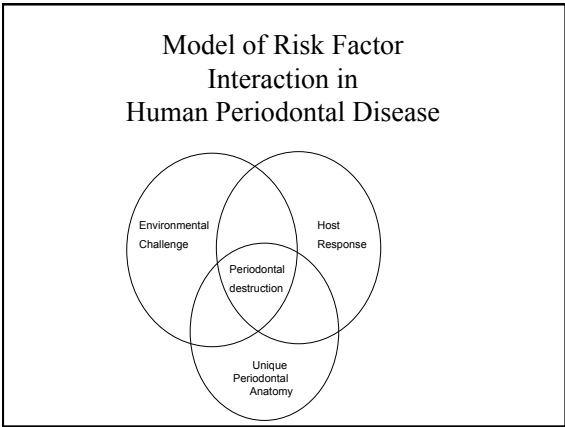 Model of Risk Factor
Interaction in
Human Periodontal Disease
Environmental
Challenge
Host
Response
Periodontal
destruction
Unique
Periodontal
Anatomy